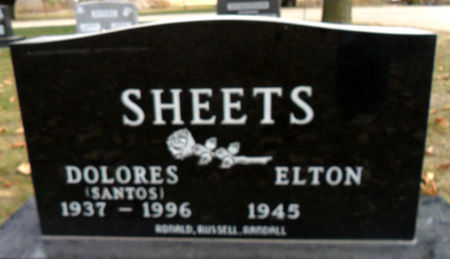 SHEETS
DOLORES ELTON
(SANTOS)
1937 - 1996 1945
RONALD, RUSSELL, RANDALL